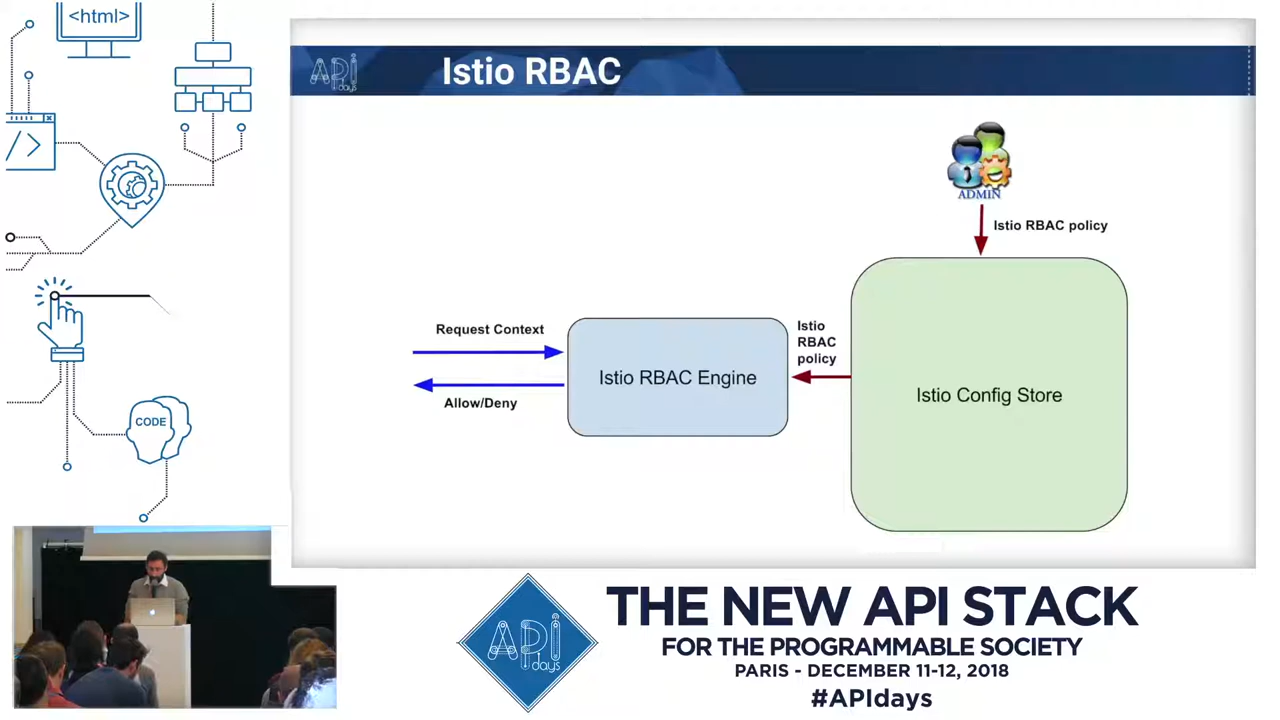 <html>
</>
CODE
API
days
Istio RBAC
ADMIN
Istio RBAC policy
Request Context
Allow/Deny
Istio RBAC Engine
Istio
RBAC
policy
Istio Config Store
API
days
THE NEW API STACK
FOR THE PROGRAMMABLE SOCIETY
PARIS - DECEMBER 11-12, 2018
#APIdays